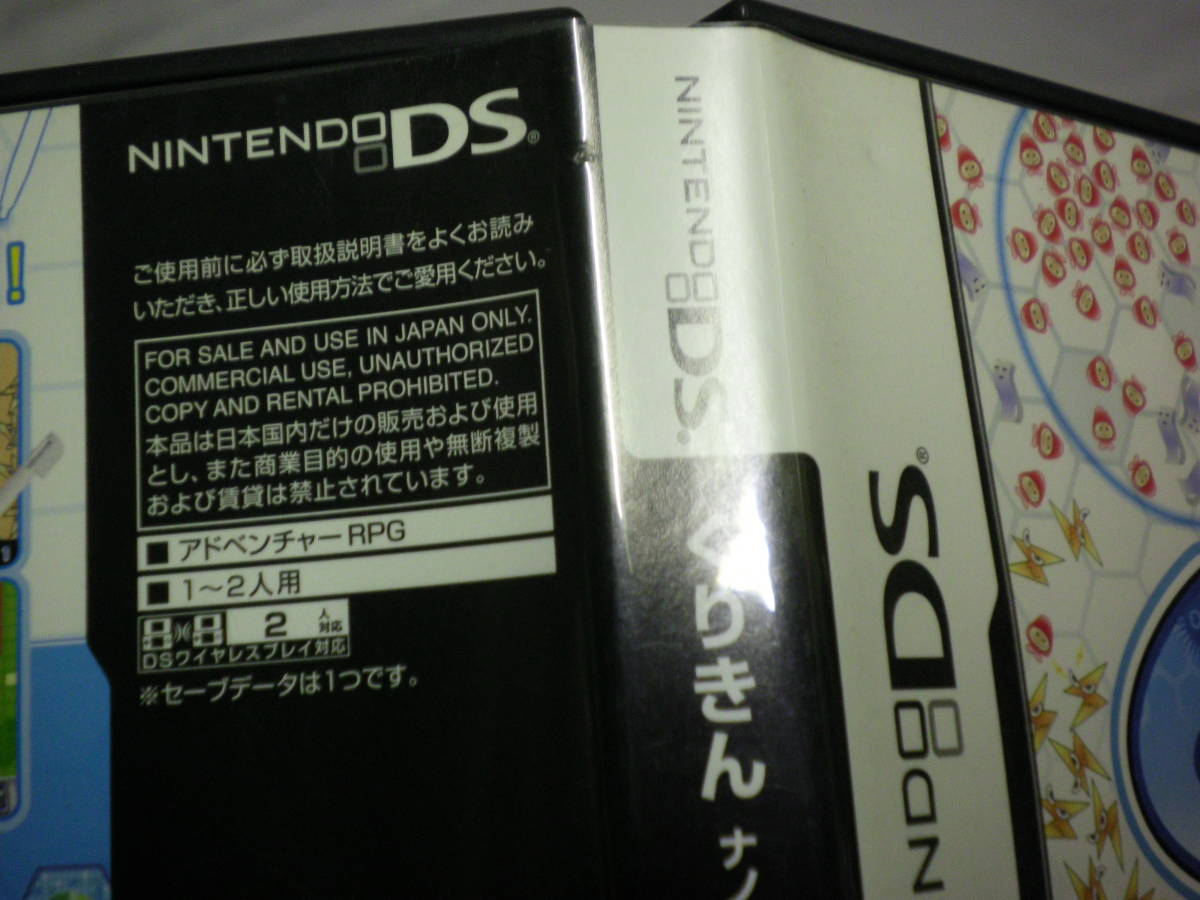 !
NINTENDO DS®
ご使用前に必ず取扱説明書をよくお読み
いただき、正しい使用方法でご愛用ください。
FOR SALE AND USE IN JAPAN ONLY.
COMMERCIAL USE, UNAUTHORIZED
COPY AND RENTAL PROHIBITED.
本品は日本国内だけの販売および使用
とし、また商業目的の使用や無断複製
および賃貸は禁止されています。
■ アドベンチャーRPG
■ 1～2人用
2人対応
DSワイヤレスプレイ対応
※セーブデータは1つです。
NINTENDO DS®
くりきん ナノ
NINTENDO DS®